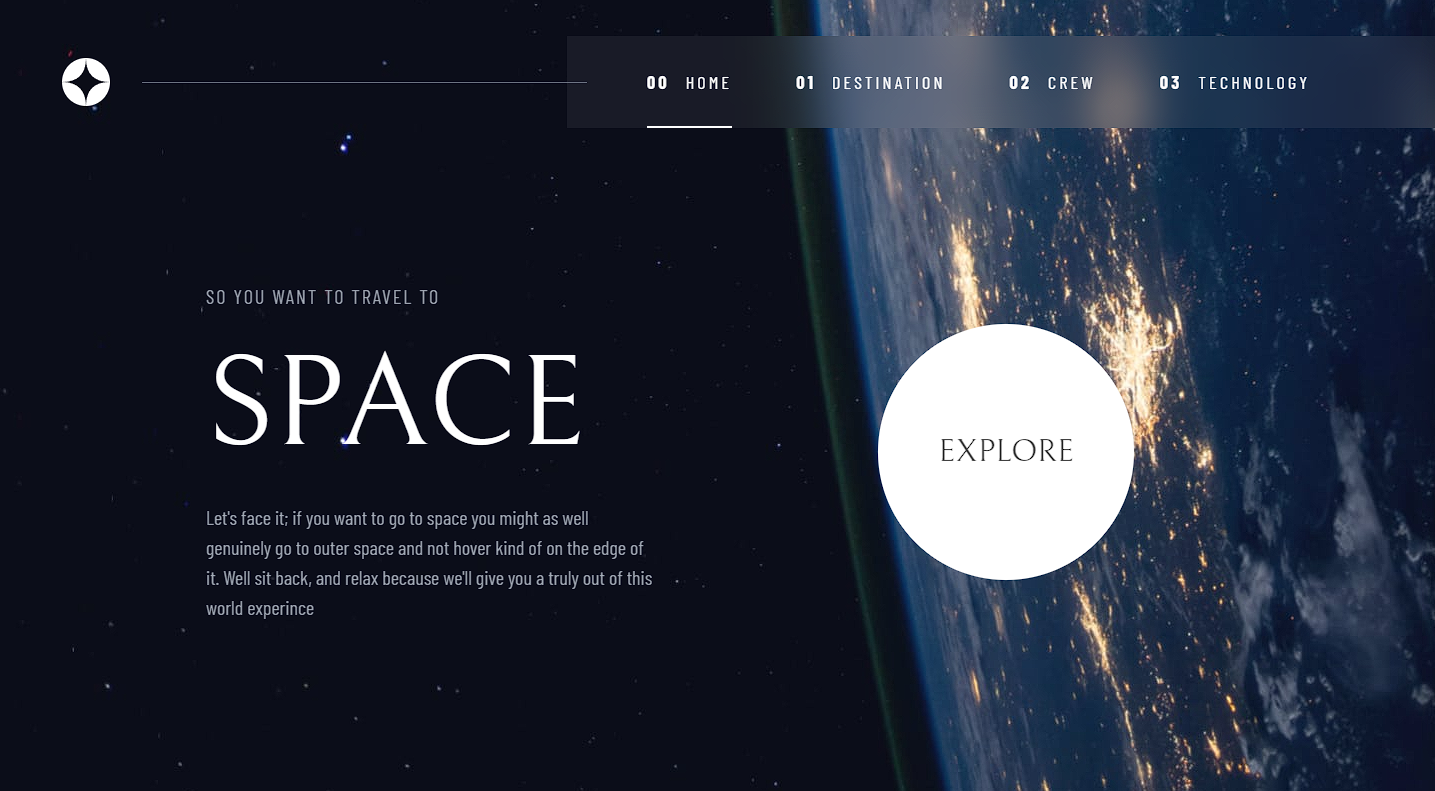 00 HOME 01 DESTINATION 02 CREW 03 TECHNOLOGY
SO YOU WANT TO TRAVEL TO
SPACE
EXPLORE
Let's face it; if you want to go to space you might as well
genuinely go to outer space and not hover kind of on the edge of
it. Well sit back, and relax because we'll give you a truly out of this
world experince